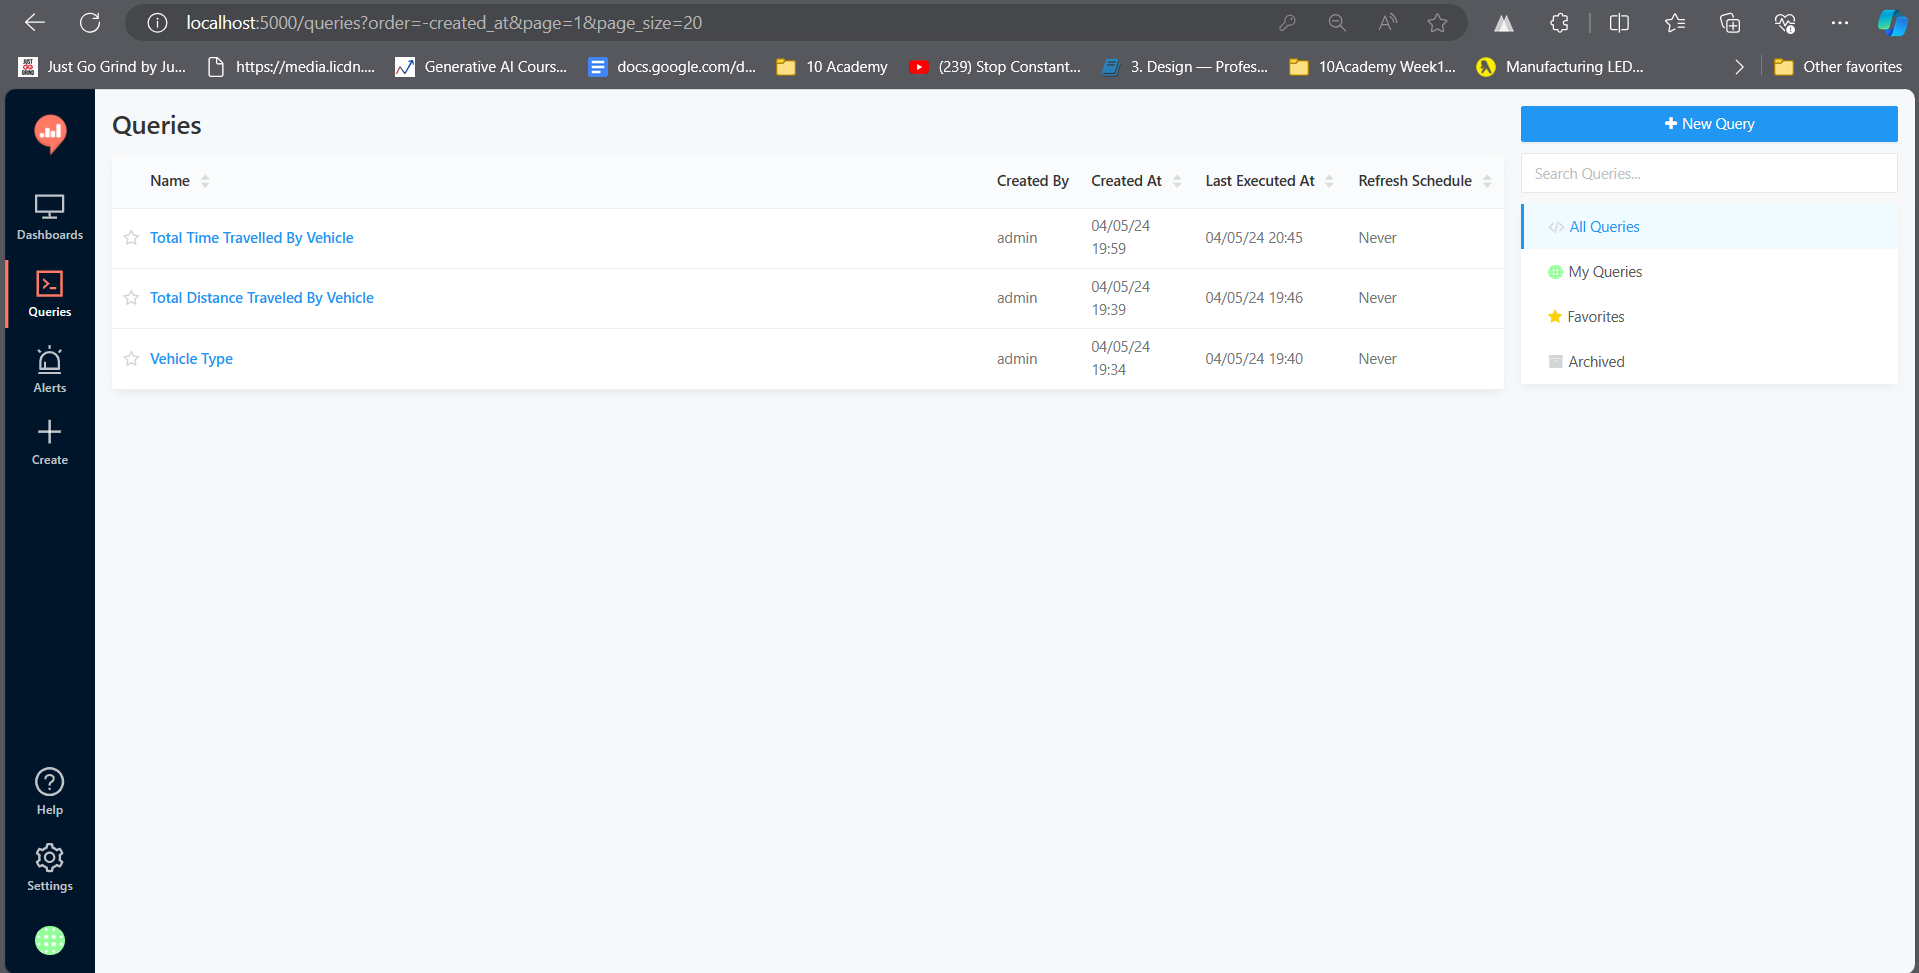 localhost:5000/queries?order=-created_at&page=1&page_size=20
Just Go Grind by Ju... https://media.licdn.... Generative AI Cours... docs.google.com/d... 10 Academy (239) Stop Constant... 3. Design — Profes... 10Academy Week1... Manufacturing LED... Other favorites
Queries
+ New Query
Search Queries...
Name Created By Created At Last Executed At Refresh Schedule
Total Time Travelled By Vehicle admin 04/05/24 19:59 04/05/24 20:45 Never
Total Distance Traveled By Vehicle admin 04/05/24 19:39 04/05/24 19:46 Never
Vehicle Type admin 04/05/24 19:34 04/05/24 19:40 Never
All Queries
My Queries
Favorites
Archived
Dashboards
Queries
Alerts
Create
Help
Settings